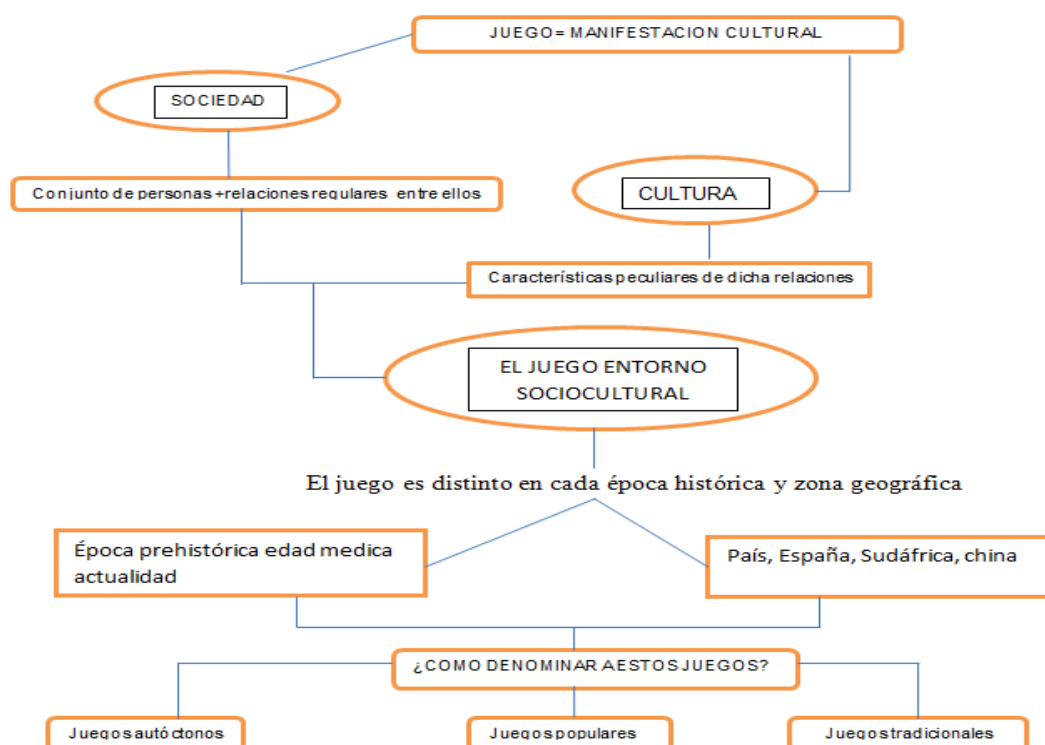 JUEGO= MANIFESTACION CULTURAL
SOCIEDAD
Conjunto de personas +relaciones regulares entre ellos
CULTURA
Características peculiares de dicha relaciones
EL JUEGO ENTORNO
SOCIOCULTURAL
El juego es distinto en cada época histórica y zona geográfica
Época prehistórica edad medica
actualidad
País, España, Sudáfrica, china
¿COMO DENOMINAR A ESTOS JUEGOS?
Juegos autóctonos
Juegos populares
Juegos tradicionales